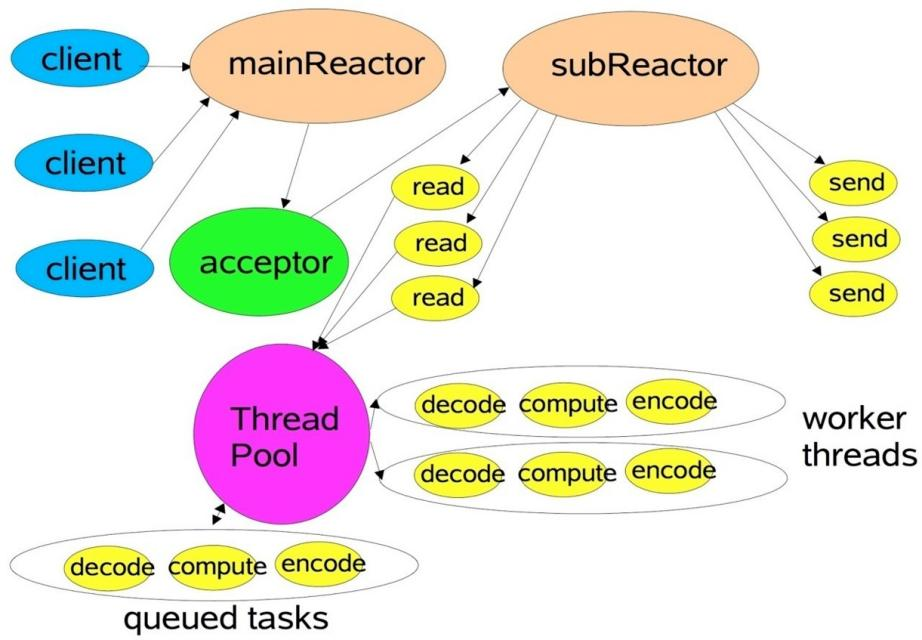 client
mainReactor
subReactor
client
read
send
acceptor
read
send
client
read
send
Thread
Pool
decode compute encode
worker
threads
decode compute encode
decode compute encode
queued tasks